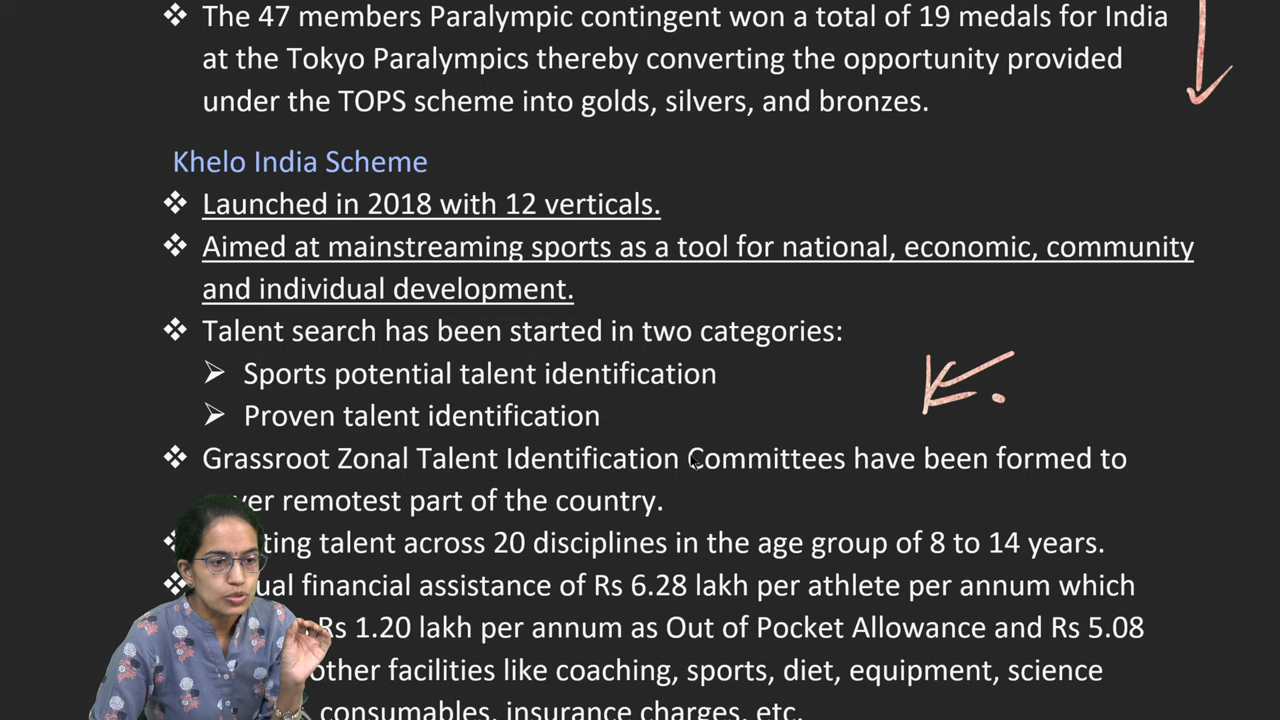 ❖ The 47 members Paralympic contingent won a total of 19 medals for India
at the Tokyo Paralympics thereby converting the opportunity provided
under the TOPS scheme into golds, silvers, and bronzes.
Khelo India Scheme
❖ Launched in 2018 with 12 verticals.
❖ Aimed at mainstreaming sports as a tool for national, economic, community
and individual development.
❖ Talent search has been started in two categories:
➢ Sports potential talent identification
➢ Proven talent identification
❖ Grassroot Zonal Talent Identification Committees have been formed to
remotest part of the country.
talent across 20 disciplines in the age group of 8 to 14 years.
❖ financial assistance of Rs 6.28 lakh per athlete per annum which
Rs 1.20 lakh per annum as Out of Pocket Allowance and Rs 5.08
other facilities like coaching, sports, diet, equipment, science
consumables, insurance charges, etc.